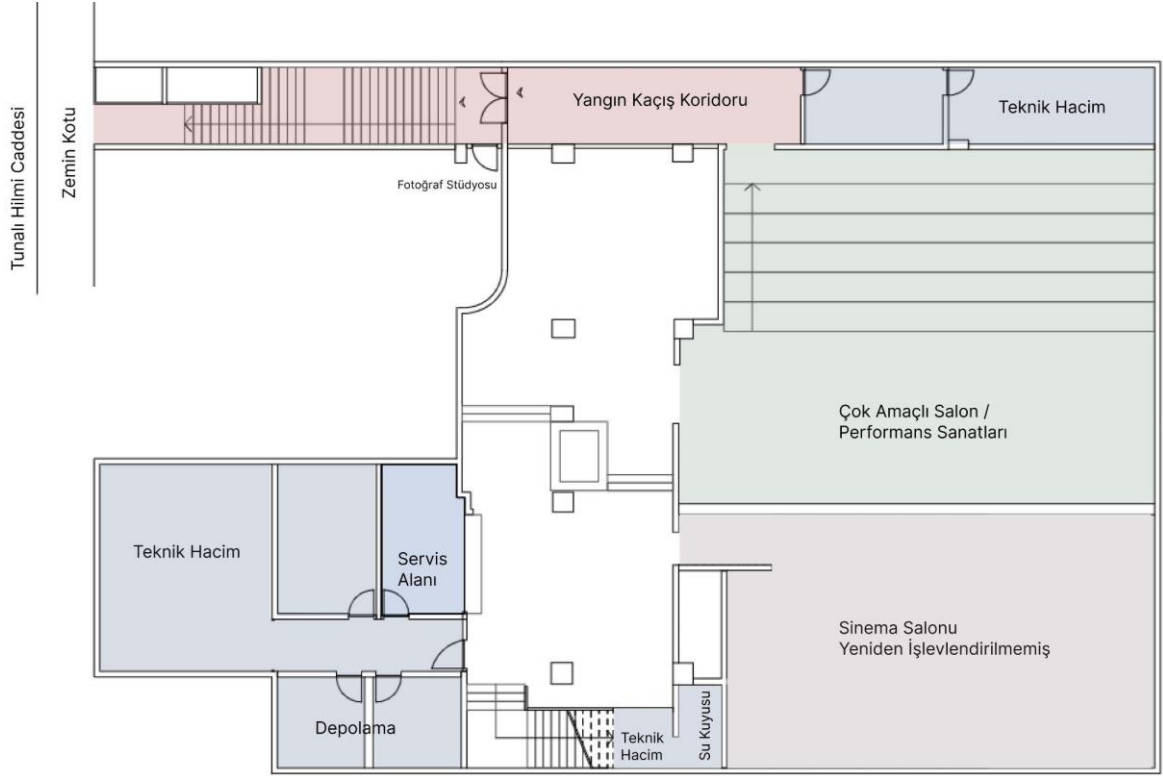 Tunalı Hilmi Caddesi
Zemin Kotu
Yangın Kaçış Koridoru
Teknik Hacim
Fotoğraf Stüdyosu
Çok Amaçlı Salon /
Performans Sanatları
Teknik Hacim
Servis
Alanı
Sinema Salonu
Yeniden İşlevlendirilmemiş
Depolama
Teknik
Hacim
Su Kuyusu